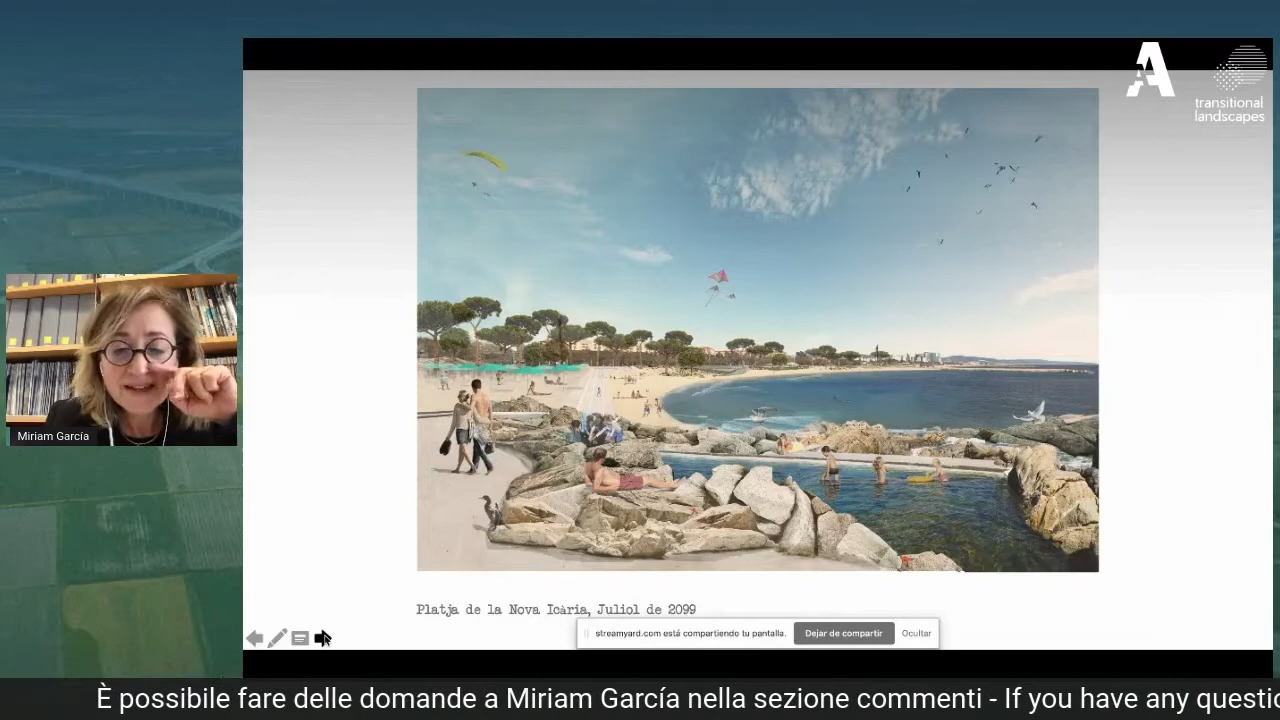 A
transitional
landscapes
Miriam García
Platja de la Nova Icària, Juliol de 2099
streamyard.com está compartiendo tu pantalla.
Dejar de compartir
Ocultar
È possibile fare delle domande a Miriam García nella sezione commenti - If you have any questio